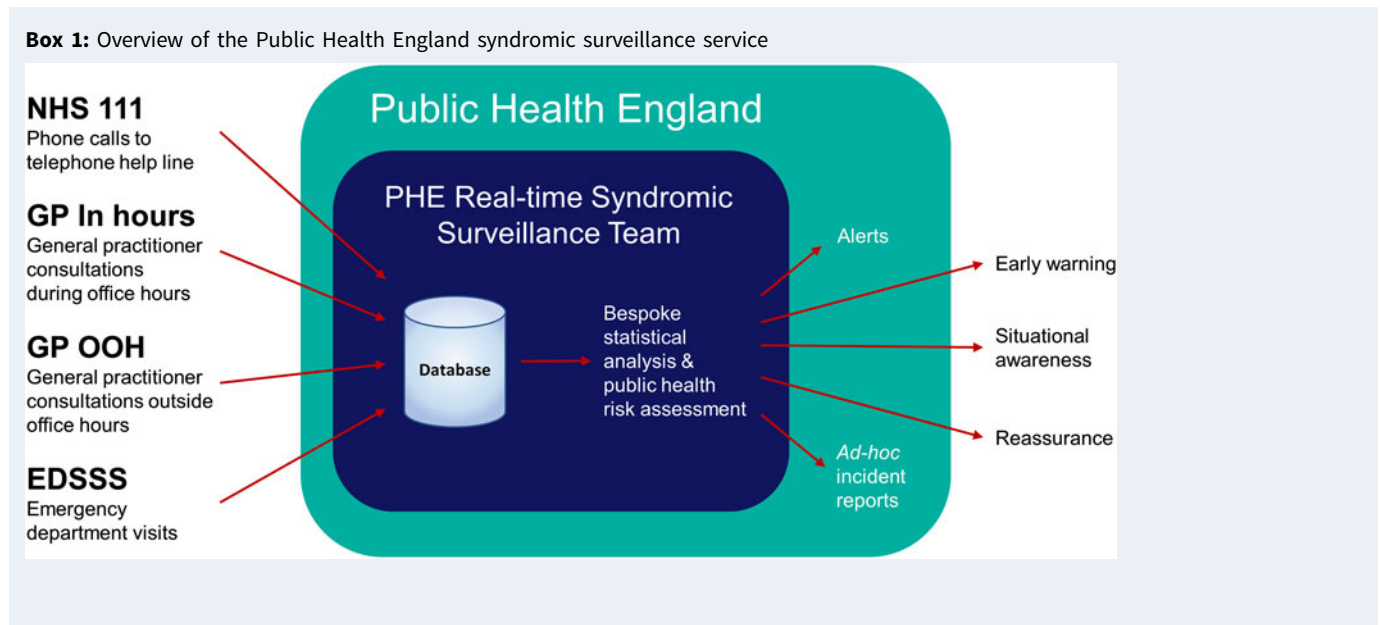 Box 1: Overview of the Public Health England syndromic surveillance service
NHS 111
Phone calls to
telephone help line
GP In hours
General practitioner
consultations
during office hours
GP OOH
General practitioner
consultations outside
office hours
EDSSS
Emergency
department visits
Public Health England
PHE Real-time Syndromic
Surveillance Team
Database
Bespoke
statistical
analysis &
public health
risk assessment
Alerts
Ad-hoc
incident
reports
Early warning
Situational
awareness
Reassurance